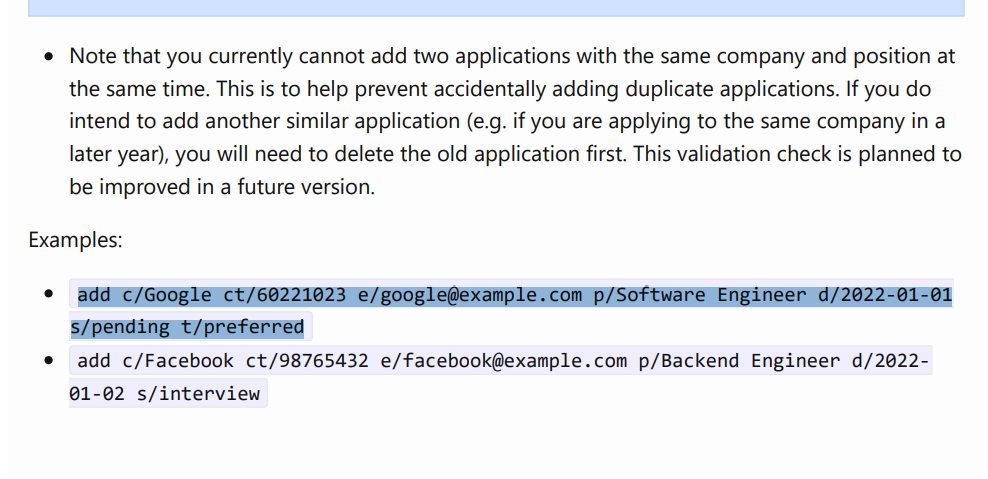 Note that you currently cannot add two applications with the same company and position at
the same time. This is to help prevent accidentally adding duplicate applications. If you do
intend to add another similar application (e.g. if you are applying to the same company in a
later year), you will need to delete the old application first. This validation check is planned to
be improved in a future version.
Examples:
add c/Google ct/60221023 e/google@example.com p/Software Engineer d/2022-01-01
s/pending t/preferred
add c/Facebook ct/98765432 e/facebook@example.com p/Backend Engineer d/2022-
01-02 s/interview